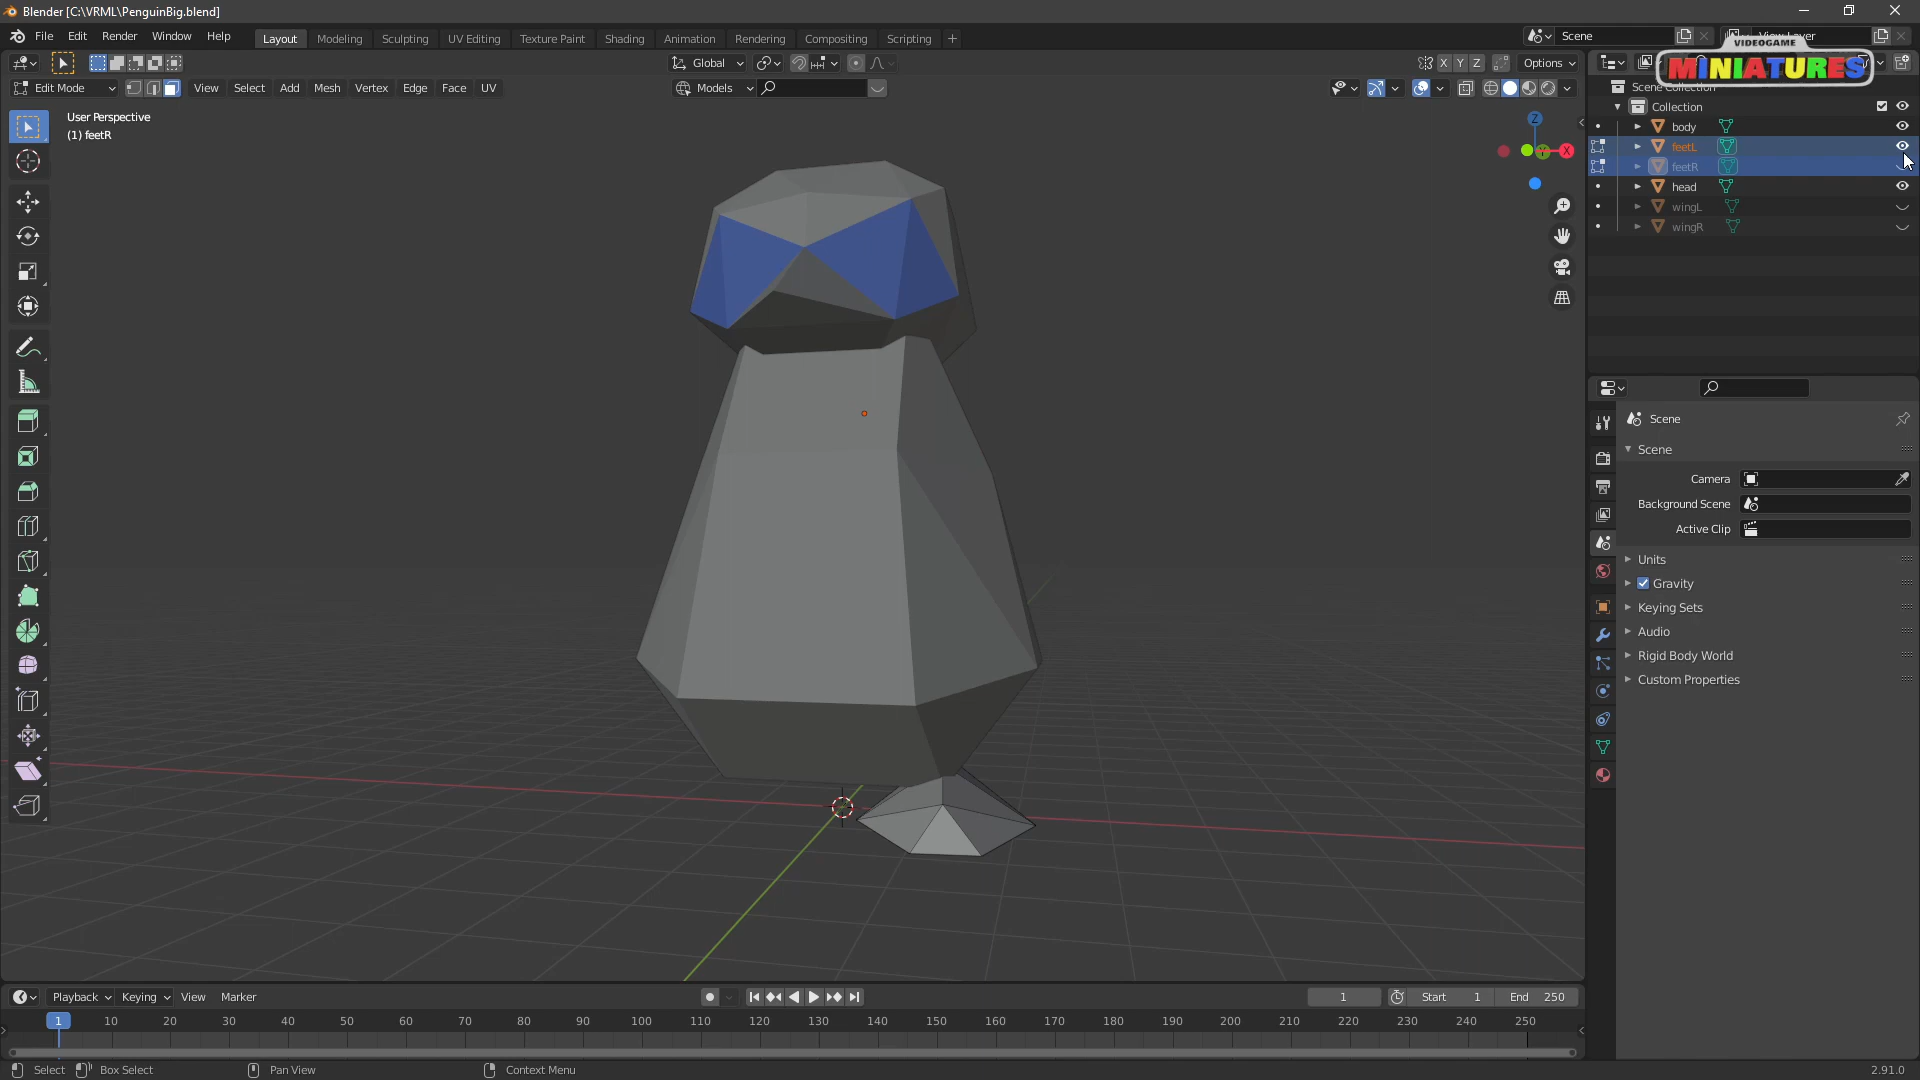 Blender [C:\VRML\PenguinBig.blend]
File Edit Render Window Help
Layout Modeling Sculpting UV Editing Texture Paint Shading Animation Rendering Compositing Scripting +
Scene
View Layer
VIDEOGAME
MINIATURES
Global
X Y Z
Options
Edit Mode
View Select Add Mesh Vertex Edge Face UV
Models
User Perspective
(1) feetR
Z
Y
X
Scene Collection
Collection
body
feetL
feetR
head
wingL
wingR
Scene
Scene
Camera
Background Scene
Active Clip
Units
Gravity
Keying Sets
Audio
Rigid Body World
Custom Properties
Playback Keying View Marker
1
Start 1
End 250
1 10 20 30 40 50 60 70 80 90 100 110 120 130 140 150 160 170 180 190 200 210 220 230 240 250
Select Box Select Pan View Context Menu
2.91.0